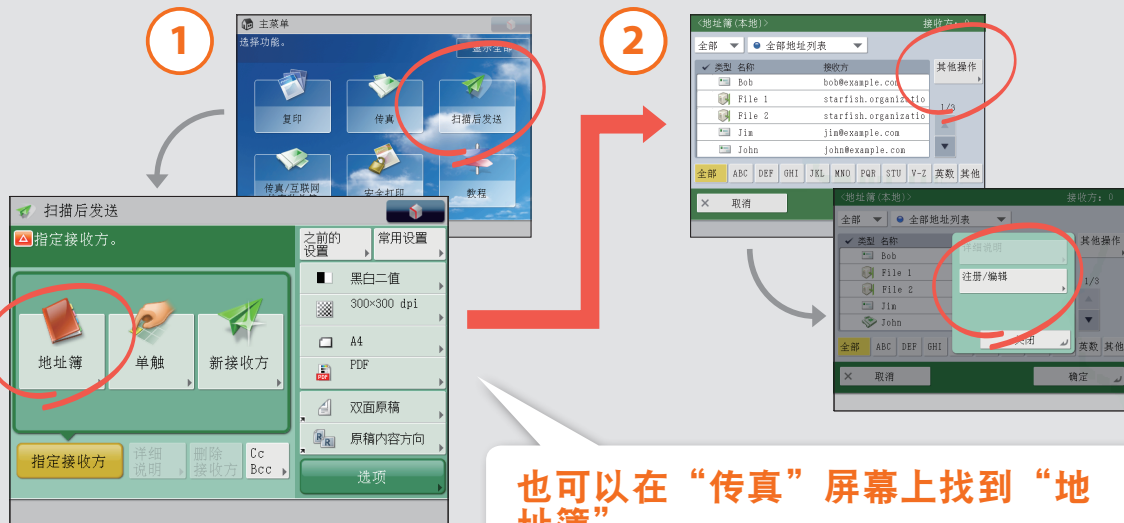 1
主菜单
选择功能。
显示全部
复印
传真
扫描后发送
传真/互联网
安全打印
教程
扫描后发送
指定接收方。
地址簿
单触
新接收方
指定接收方
详细
说明
删除
接收方
Cc
Bcc
之前的
设置
常用设置
黑白二值
300×300 dpi
A4
PDF
双面原稿
原稿内容方向
选项
2
<地址簿(本地)>
接收方: 0
全部
全部地址列表
类型 名称 接收方
其他操作
Bob bob@example.com
File 1 starfish.organizatio
File 2 starfish.organizatio
Jim jim@example.com
John john@example.com
1/3
全部 ABC DEF GHI JKL MNO PQR STU V-Z 英数 其他
× 取消
<地址簿(本地)>
接收方: 0
全部
全部地址列表
类型 名称
其他操作
Bob
File 1
File 2
Jim
John
详细说明
注册/编辑
1/3
全部 ABC DEF GHI 英数 其他
× 取消
确定
也可以在“传真”屏幕上找到“地
址簿”